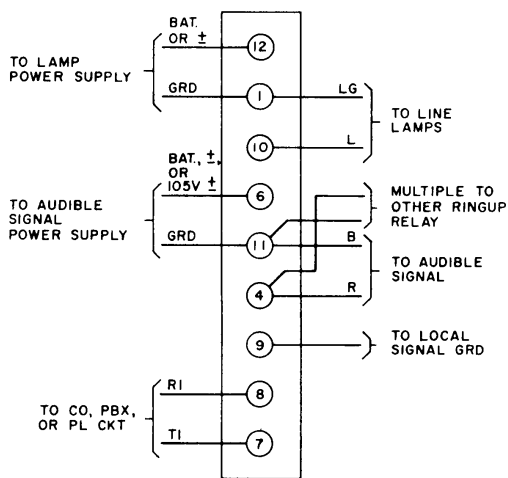 BAT.
OR ±
12
TO LAMP
POWER SUPPLY
GRD
1
LG
TO LINE
LAMPS
10
L
BAT., ±,
OR
105V ±
6
MULTIPLE TO
OTHER RINGUP
RELAY
TO AUDIBLE
SIGNAL
POWER SUPPLY
GRD
11
B
TO AUDIBLE
SIGNAL
4
R
9
TO LOCAL
SIGNAL GRD
R1
8
TO CO, PBX,
OR PL CKT
T1
7